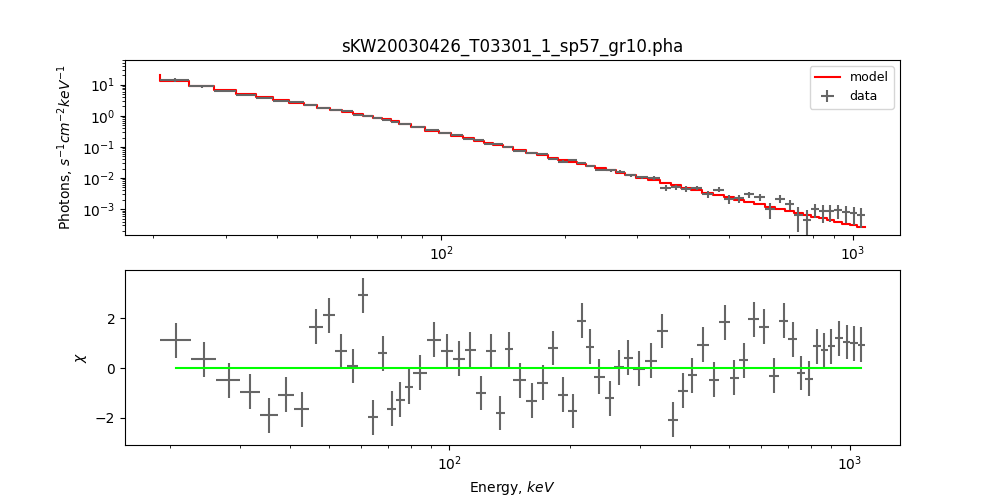 sKW20030426_T03301_1_sp57_gr10.pha
Photons, s⁻¹cm⁻²keV⁻¹
10¹
10⁰
10⁻¹
10⁻²
10⁻³
model
data
10² 10³
χ
2
0
−2
10² 10³
Energy, keV